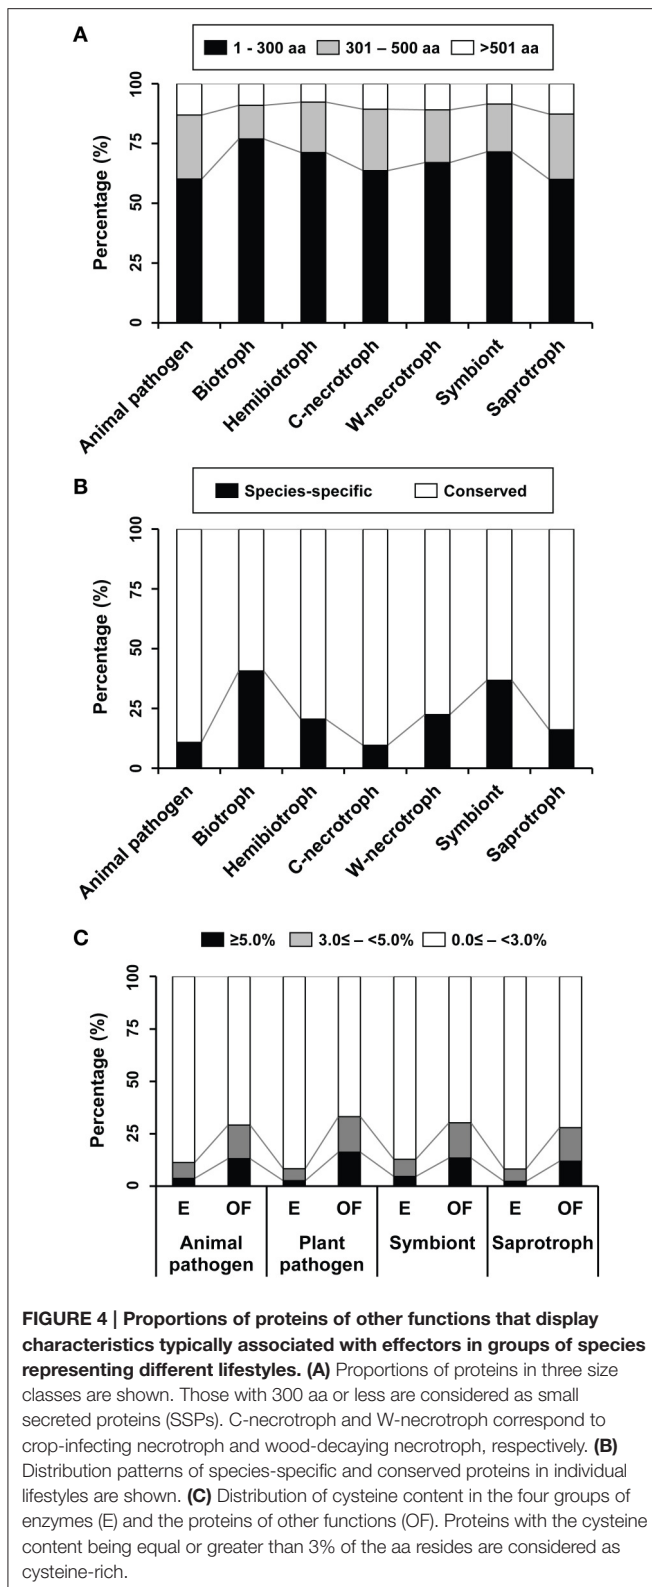 A
1 - 300 aa 301 – 500 aa >501 aa
Percentage (%)
100
75
50
25
0
Animal pathogen
Biotroph
Hemibiotroph
C-necrotroph
W-necrotroph
Symbiont
Saprotroph
B
Species-specific Conserved
Percentage (%)
100
75
50
25
0
Animal pathogen
Biotroph
Hemibiotroph
C-necrotroph
W-necrotroph
Symbiont
Saprotroph
C
≥5.0% 3.0≤ – <5.0% 0.0≤ – <3.0%
Percentage (%)
100
75
50
25
0
E OF E OF E OF E OF
Animal pathogen
Plant pathogen
Symbiont
Saprotroph
FIGURE 4 | Proportions of proteins of other functions that display
characteristics typically associated with effectors in groups of species
representing different lifestyles. (A) Proportions of proteins in three size
classes are shown. Those with 300 aa or less are considered as small
secreted proteins (SSPs). C-necrotroph and W-necrotroph correspond to
crop-infecting necrotroph and wood-decaying necrotroph, respectively. (B)
Distribution patterns of species-specific and conserved proteins in individual
lifestyles are shown. (C) Distribution of cysteine content in the four groups of
enzymes (E) and the proteins of other functions (OF). Proteins with the cysteine
content being equal or greater than 3% of the aa resides are considered as
cysteine-rich.